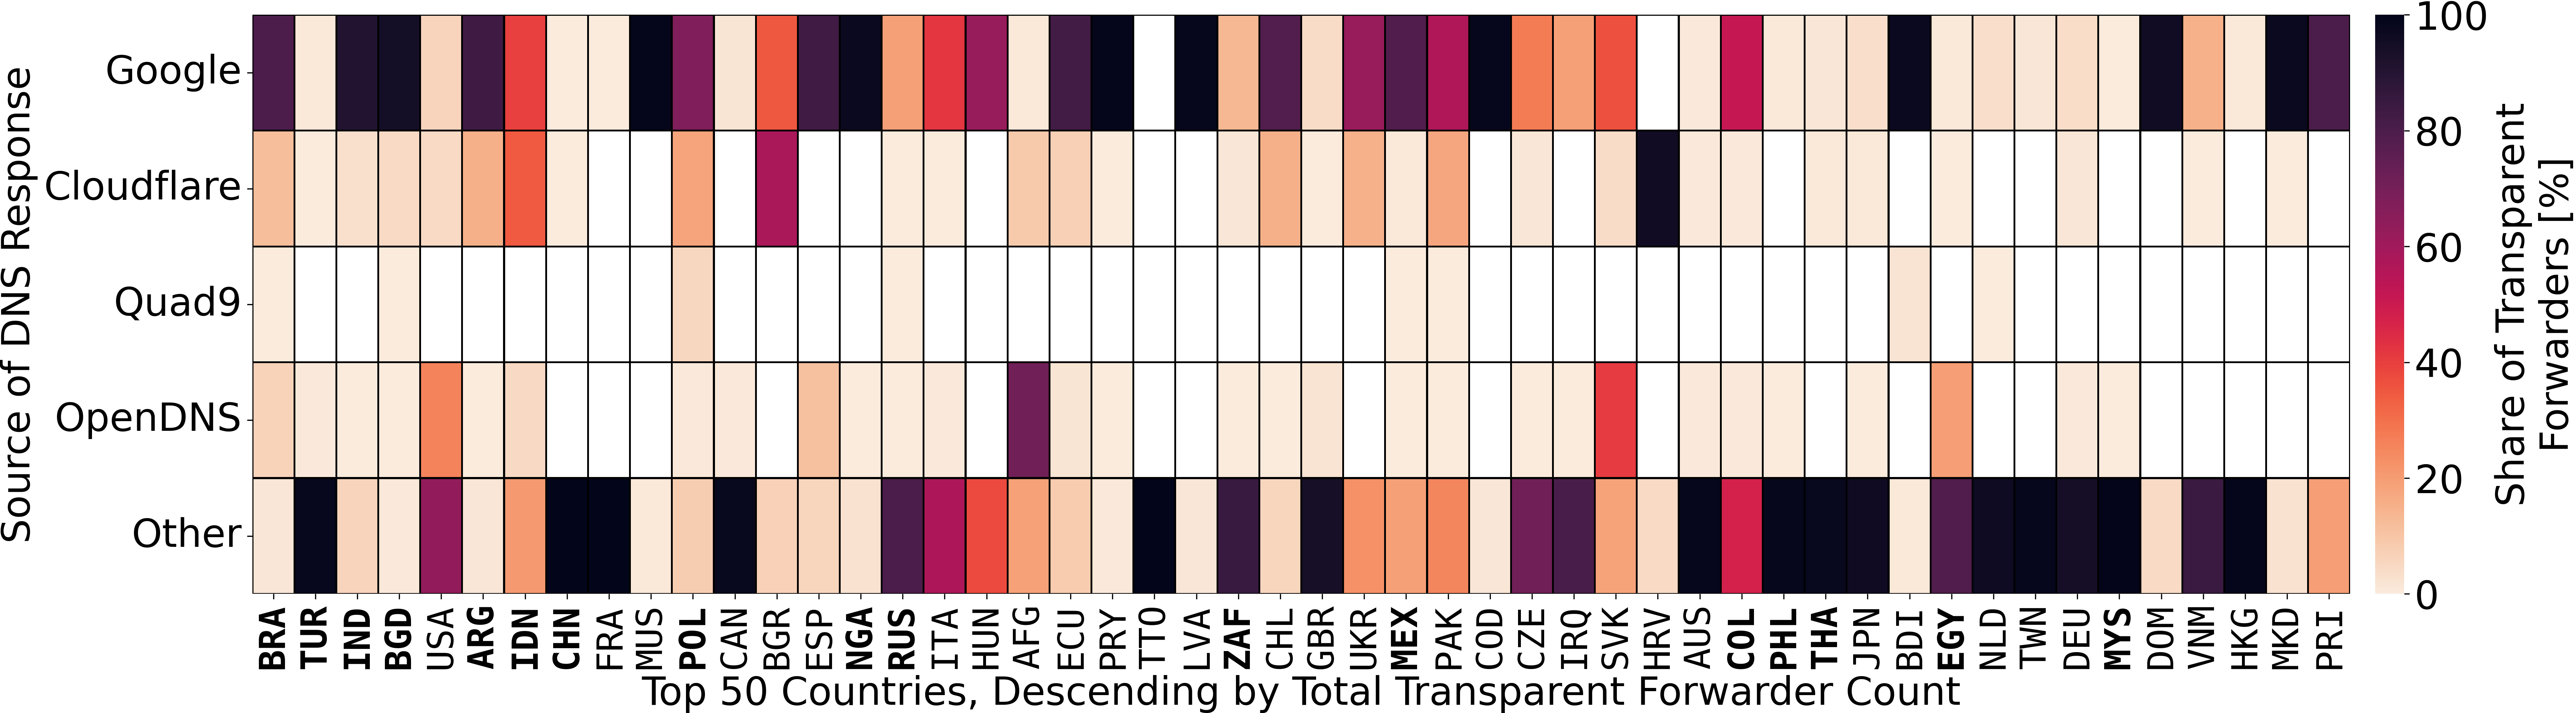 Source of DNS Response
Google
Cloudflare
Quad9
OpenDNS
Other
BRA
TUR
IND
BGD
USA
ARG
IDN
CHN
FRA
MUS
POL
CAN
BGR
ESP
NGA
RUS
ITA
HUN
AFG
ECU
PRY
TTO
LVA
ZAF
CHL
GBR
UKR
MEX
PAK
COD
CZE
IRQ
SVK
HRV
AUS
COL
PHL
THA
JPN
BDI
EGY
NLD
TWN
DEU
MYS
DOM
VNM
HKG
MKD
PRI
Top 50 Countries, Descending by Total Transparent Forwarder Count
100
80
60
40
20
0
Share of Transparent
Forwarders [%]